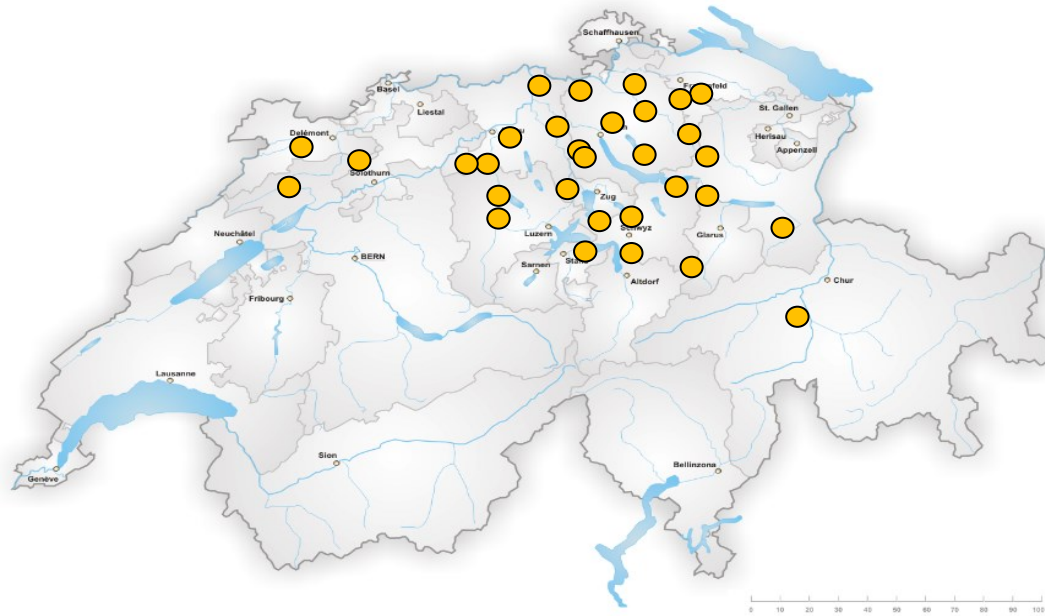 Schaffhausen
Basel
Liestal
St. Gallen
Herisau
Appenzell
Delémont
Solothurn
Zug
Luzern
Schwyz
Glarus
Neuchâtel
BERN
Sarnen
Altdorf
Chur
Fribourg
Lausanne
Sion
Bellinzona
Genève
0 10 20 30 40 50 60 70 80 90 100